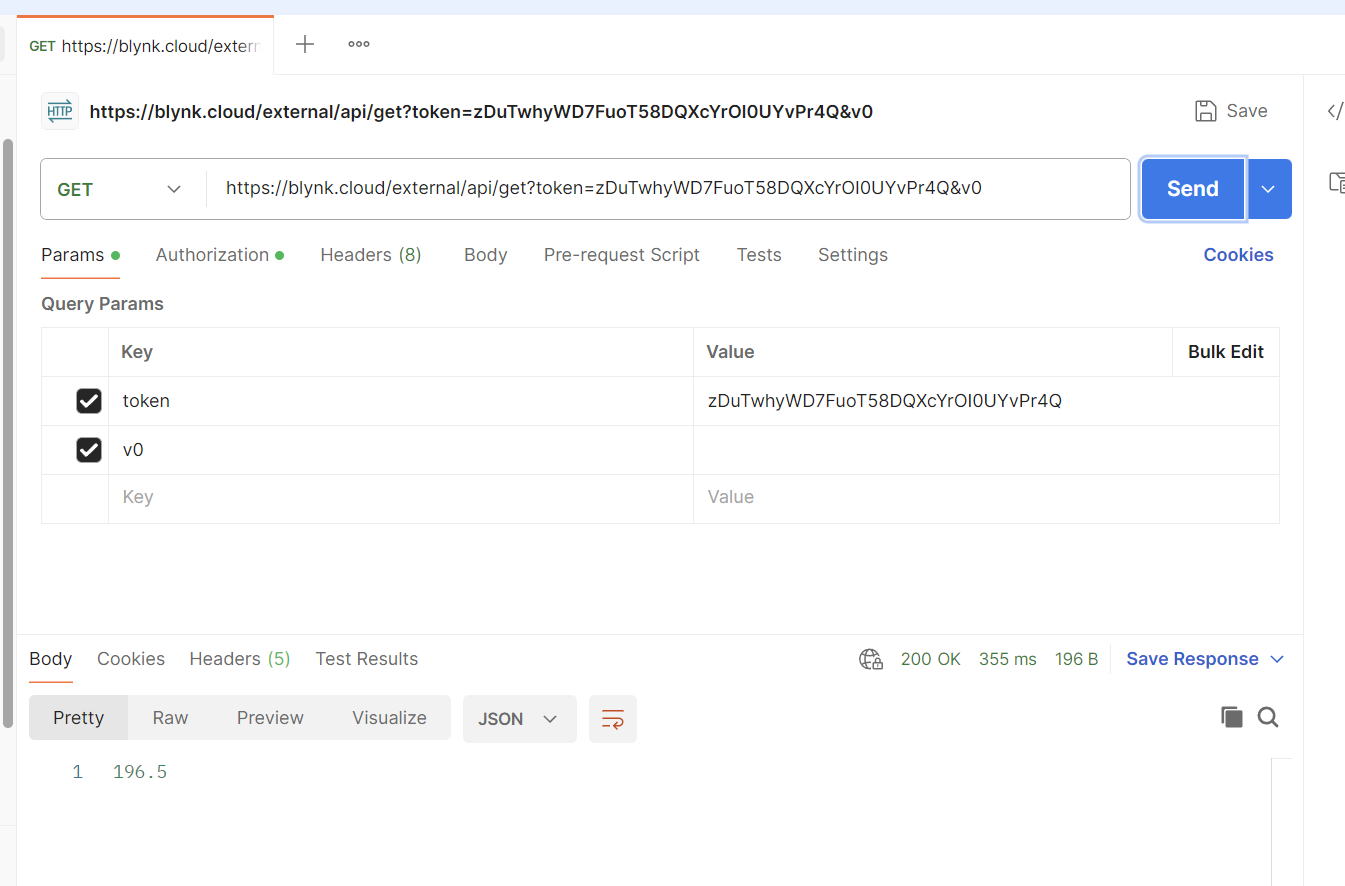 GET https://blynk.cloud/extern
HTTP https://blynk.cloud/external/api/get?token=zDuTwhyWD7FuoT58DQXcYrOI0UYvPr4Q&v0 Save
GET https://blynk.cloud/external/api/get?token=zDuTwhyWD7FuoT58DQXcYrOI0UYvPr4Q&v0 Send
Params Authorization Headers (8) Body Pre-request Script Tests Settings Cookies
Query Params
Key Value Bulk Edit
token zDuTwhyWD7FuoT58DQXcYrOI0UYvPr4Q
v0
Key Value
Body Cookies Headers (5) Test Results 200 OK 355 ms 196 B Save Response
Pretty Raw Preview Visualize JSON
1 196.5